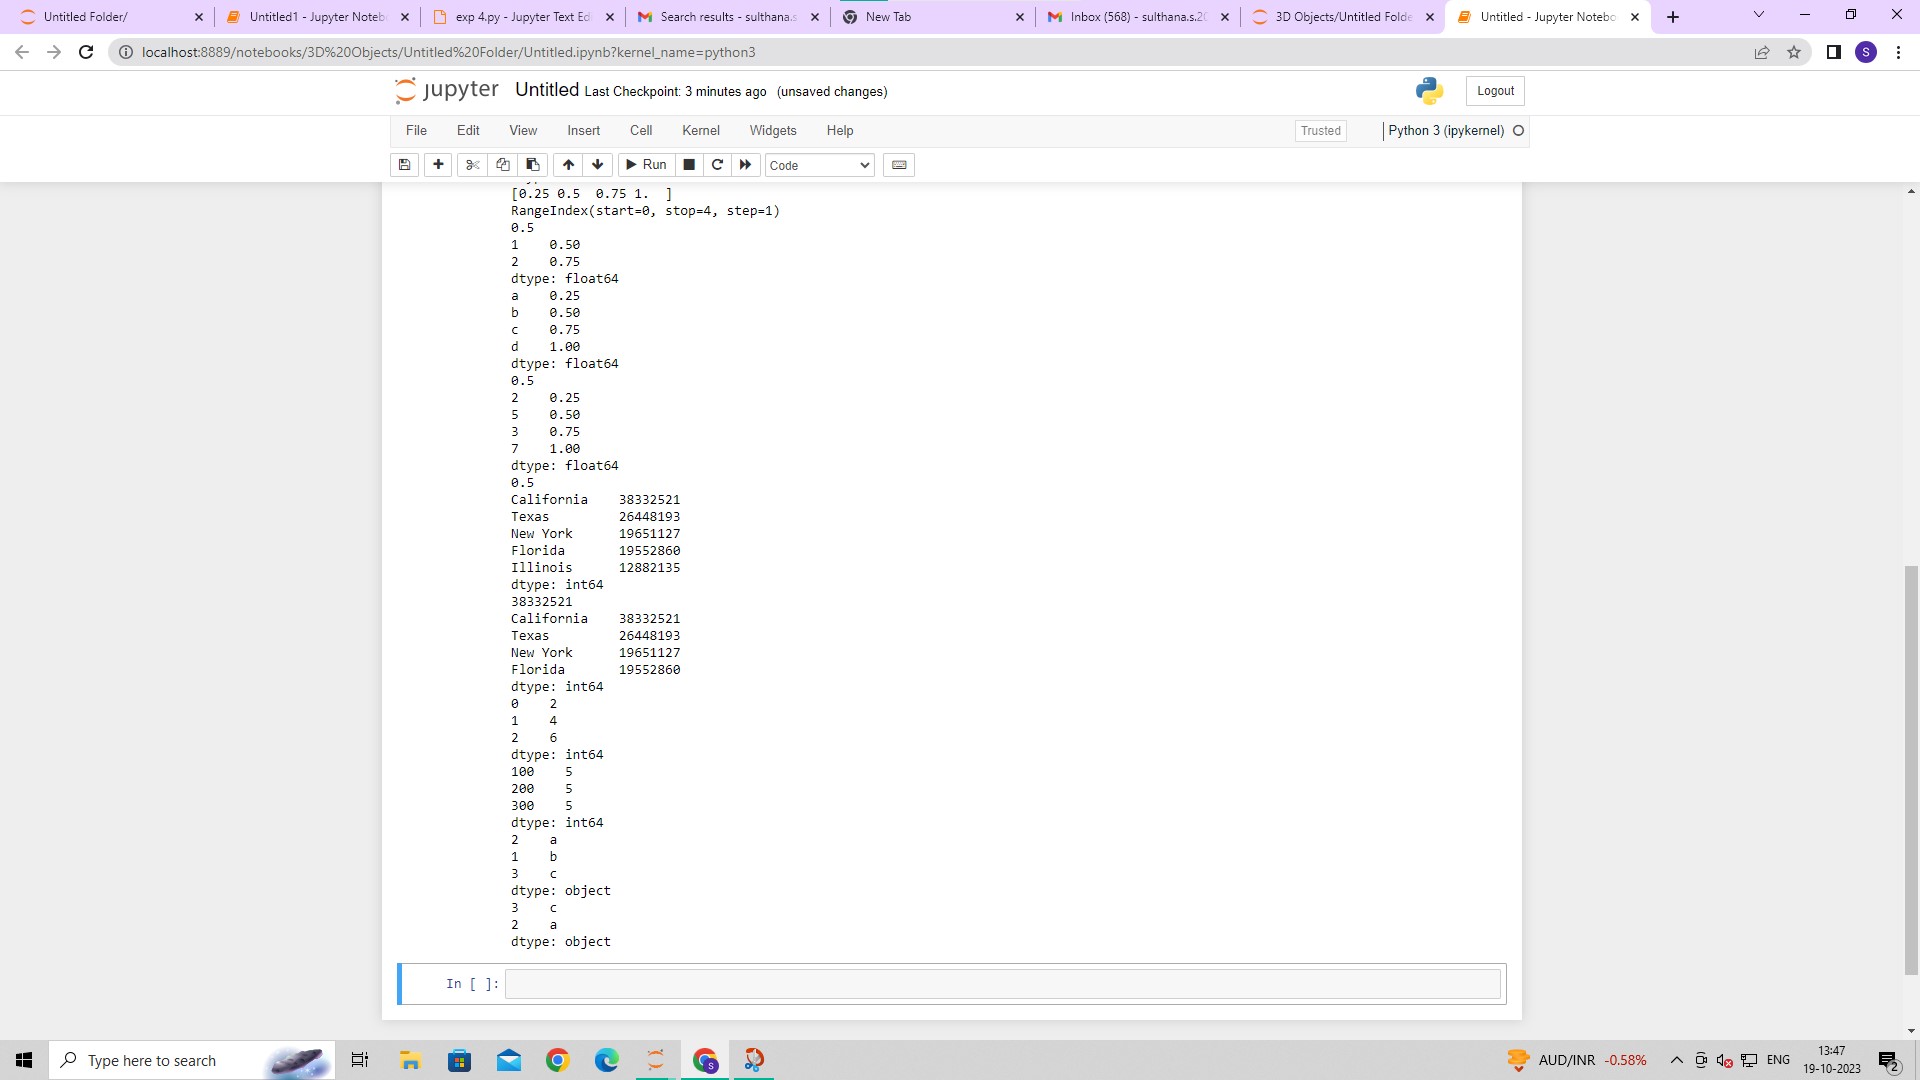 Untitled Folder/
Untitled1 - Jupyter Noteb
exp 4.py - Jupyter Text Ed
Search results - sulthana.s
New Tab
Inbox (568) - sulthana.s.20
3D Objects/Untitled Folde
Untitled - Jupyter Notebo
localhost:8889/notebooks/3D%20Objects/Untitled%20Folder/Untitled.ipynb?kernel_name=python3
S
jupyter Untitled Last Checkpoint: 3 minutes ago (unsaved changes)
Logout
File Edit View Insert Cell Kernel Widgets Help
Trusted
Python 3 (ipykernel)
Run
Code
[0.25 0.5  0.75 1.  ]
RangeIndex(start=0, stop=4, step=1)
0.5
1    0.50
2    0.75
dtype: float64
a    0.25
b    0.50
c    0.75
d    1.00
dtype: float64
0.5
2    0.25
5    0.50
3    0.75
7    1.00
dtype: float64
0.5
California    38332521
Texas         26448193
New York      19651127
Florida       19552860
Illinois      12882135
dtype: int64
38332521
California    38332521
Texas         26448193
New York      19651127
Florida       19552860
dtype: int64
0    2
1    4
2    6
dtype: int64
100    5
200    5
300    5
dtype: int64
2    a
1    b
3    c
dtype: object
3    c
2    a
dtype: object
In [ ]:
Type here to search
AUD/INR -0.58%
ENG
13:47
19-10-2023
2